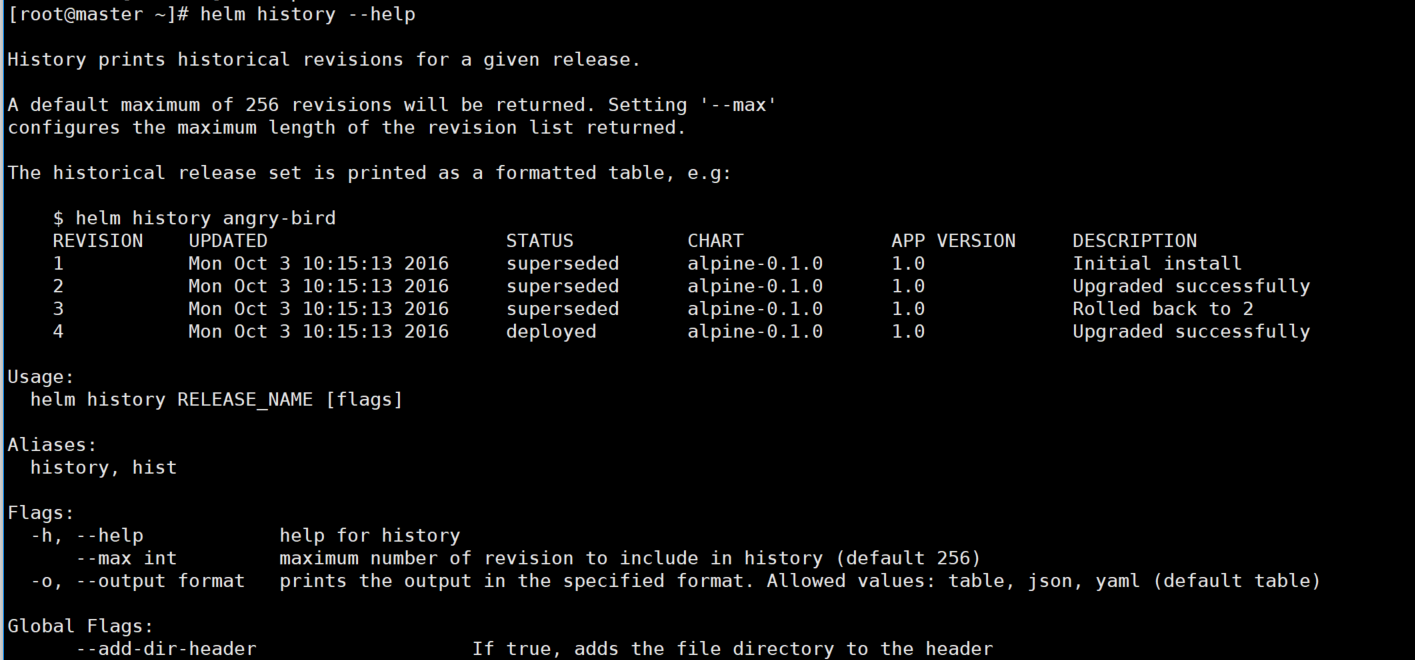 [root@master ~]# helm history --help
History prints historical revisions for a given release.
A default maximum of 256 revisions will be returned. Setting '--max'
configures the maximum length of the revision list returned.
The historical release set is printed as a formatted table, e.g:
$ helm history angry-bird
REVISION    UPDATED                     STATUS          CHART             APP VERSION     DESCRIPTION
1           Mon Oct 3 10:15:13 2016     superseded      alpine-0.1.0      1.0             Initial install
2           Mon Oct 3 10:15:13 2016     superseded      alpine-0.1.0      1.0             Upgraded successfully
3           Mon Oct 3 10:15:13 2016     superseded      alpine-0.1.0      1.0             Rolled back to 2
4           Mon Oct 3 10:15:13 2016     deployed        alpine-0.1.0      1.0             Upgraded successfully
Usage:
helm history RELEASE_NAME [flags]
Aliases:
history, hist
Flags:
-h, --help            help for history
--max int         maximum number of revision to include in history (default 256)
-o, --output format   prints the output in the specified format. Allowed values: table, json, yaml (default table)
Global Flags:
--add-dir-header                   If true, adds the file directory to the header